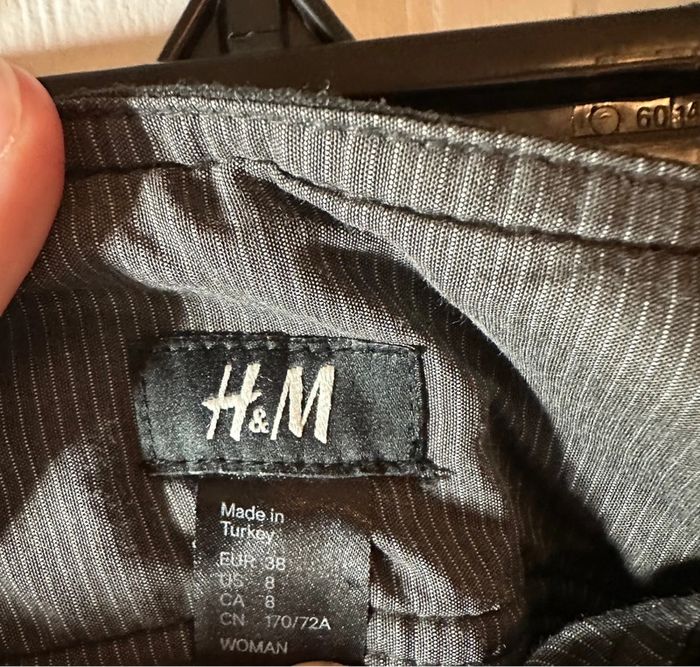 H&M
Made in
Turkey
EUR 38
US 8
CA 8
CN 170/72A
WOMAN